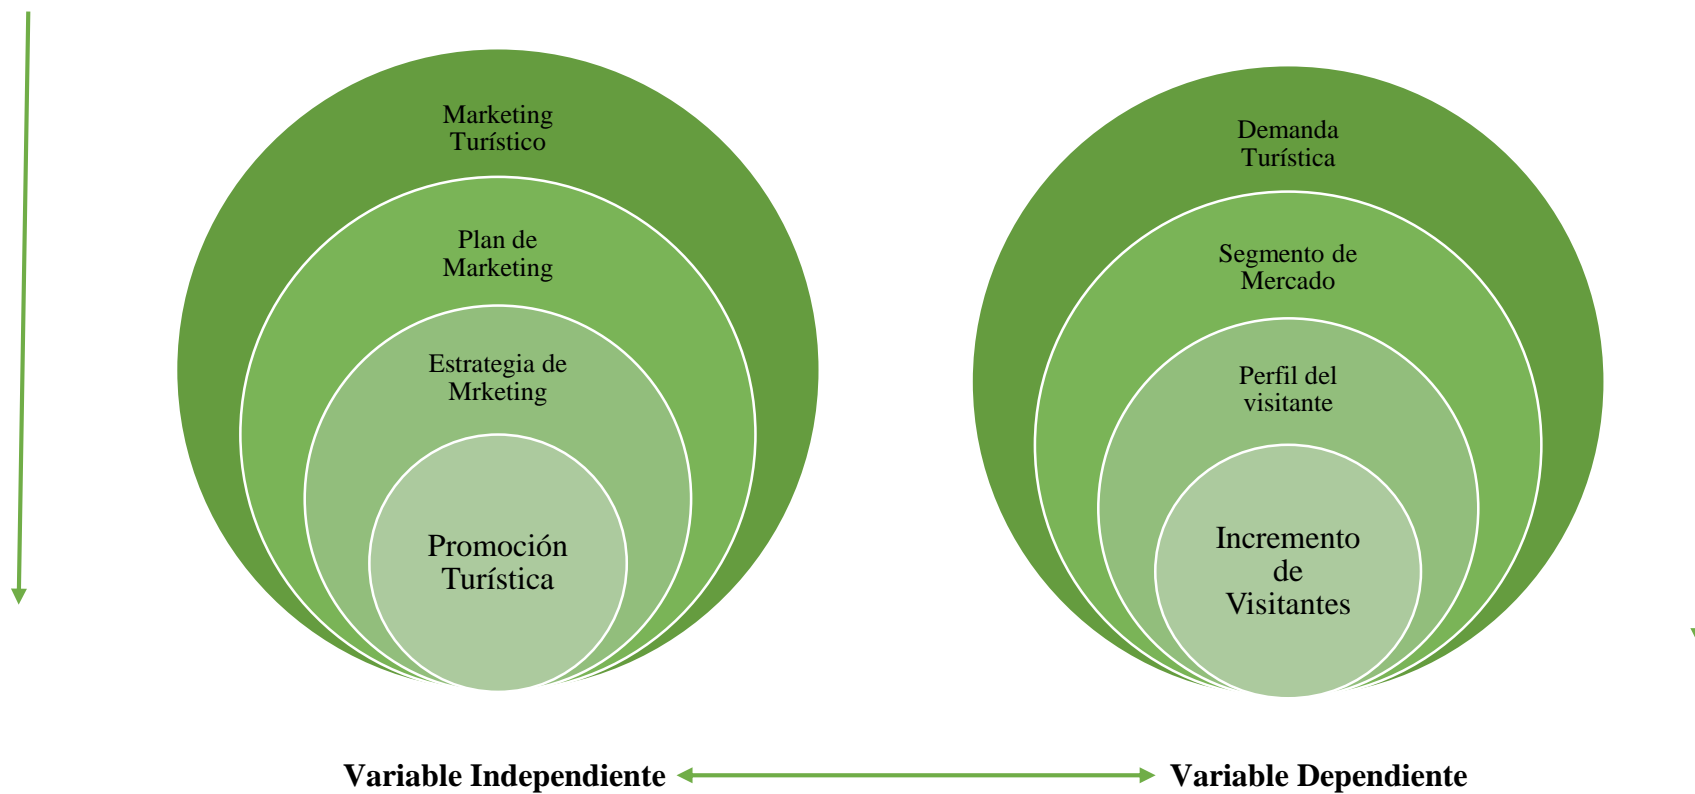 Marketing
Turístico
Plan de
Marketing
Estrategia de
Mrketing
Promoción
Turística
Demanda
Turística
Segmento de
Mercado
Perfil del
visitante
Incremento
de
Visitantes
Variable Independiente
Variable Dependiente